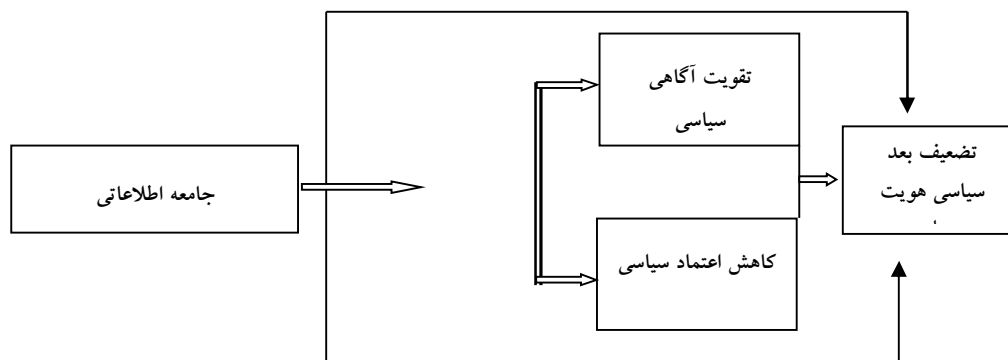 تقویت آگاهی
سیاسی
تضعیف بعد
سیاسی هویت
جامعه اطلاعاتی
کاهش اعتماد سیاسی